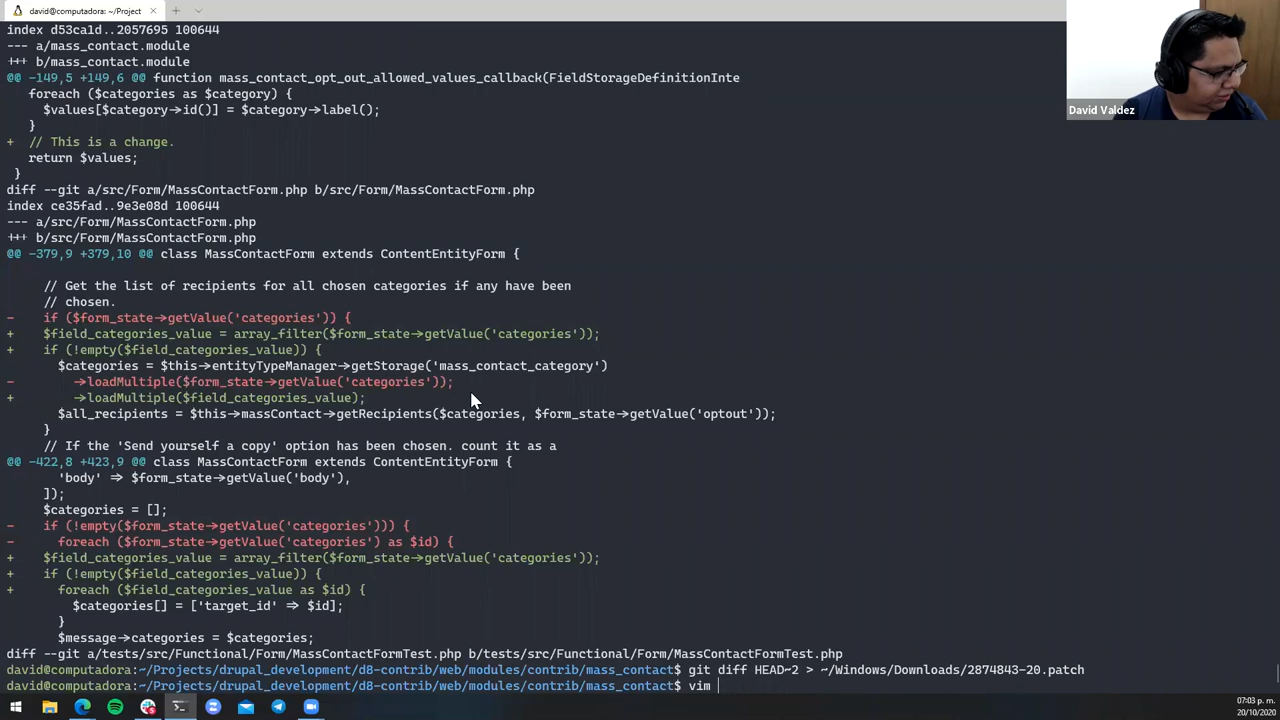 david@computadora: ~/Project
index d53ca1d..2057695 100644
--- a/mass_contact.module
+++ b/mass_contact.module
@@ -149,5 +149,6 @@ function mass_contact_opt_out_allowed_values_callback(FieldStorageDefinitionInte
foreach ($categories as $category) {
$values[$category->id()] = $category->label();
}
+ // This is a change.
return $values;
}
diff --git a/src/Form/MassContactForm.php b/src/Form/MassContactForm.php
index ce35fad..9e3e08d 100644
--- a/src/Form/MassContactForm.php
+++ b/src/Form/MassContactForm.php
@@ -379,9 +379,10 @@ class MassContactForm extends ContentEntityForm {
// Get the list of recipients for all chosen categories if any have been
// chosen.
- if ($form_state->getValue('categories')) {
+ $field_categories_value = array_filter($form_state->getValue('categories'));
+ if (!empty($field_categories_value)) {
$categories = $this->entityTypeManager->getStorage('mass_contact_category')
- ->loadMultiple($form_state->getValue('categories'));
+ ->loadMultiple($field_categories_value);
$all_recipients = $this->massContact->getRecipients($categories, $form_state->getValue('optout'));
}
// If the 'Send yourself a copy' option has been chosen. count it as a
@@ -422,8 +423,9 @@ class MassContactForm extends ContentEntityForm {
'body' => $form_state->getValue('body'),
]);
$categories = [];
- if (!empty($form_state->getValue('categories'))) {
- foreach ($form_state->getValue('categories') as $id) {
+ $field_categories_value = array_filter($form_state->getValue('categories'));
+ if (!empty($field_categories_value)) {
+ foreach ($field_categories_value as $id) {
$categories[] = ['target_id' => $id];
}
$message->categories = $categories;
diff --git a/tests/src/Functional/Form/MassContactFormTest.php b/tests/src/Functional/Form/MassContactFormTest.php
david@computadora:~/Projects/drupal_development/d8-contrib/web/modules/contrib/mass_contact$ git diff HEAD~2 > ~/Windows/Downloads/2874843-20.patch
david@computadora:~/Projects/drupal_development/d8-contrib/web/modules/contrib/mass_contact$ vim
David Valdez
07:03 p. m.
20/10/2020